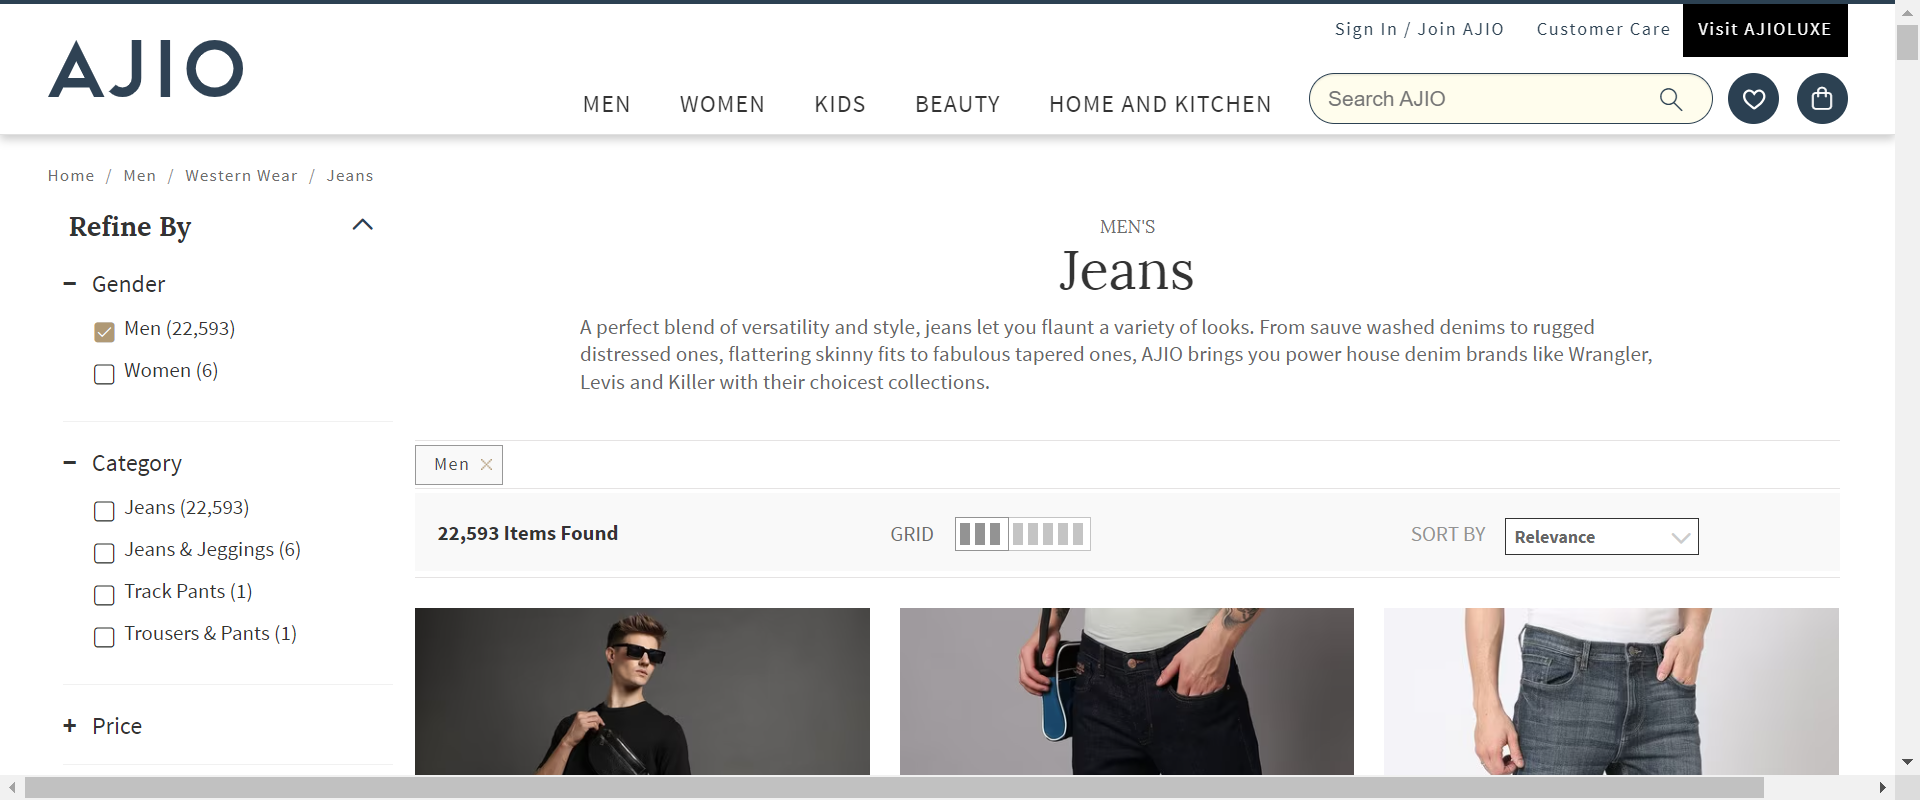 Sign In / Join AJIO
Customer Care
Visit AJIOLUXE
AJIO
MEN
WOMEN
KIDS
BEAUTY
HOME AND KITCHEN
Search AJIO
Home / Men / Western Wear / Jeans
Refine By
Gender
Men (22,593)
Women (6)
Category
Jeans (22,593)
Jeans & Jeggings (6)
Track Pants (1)
Trousers & Pants (1)
Price
MEN'S
Jeans
A perfect blend of versatility and style, jeans let you flaunt a variety of looks. From sauve washed denims to rugged
distressed ones, flattering skinny fits to fabulous tapered ones, AJIO brings you power house denim brands like Wrangler,
Levis and Killer with their choicest collections.
Men
22,593 Items Found
GRID
SORT BY
Relevance